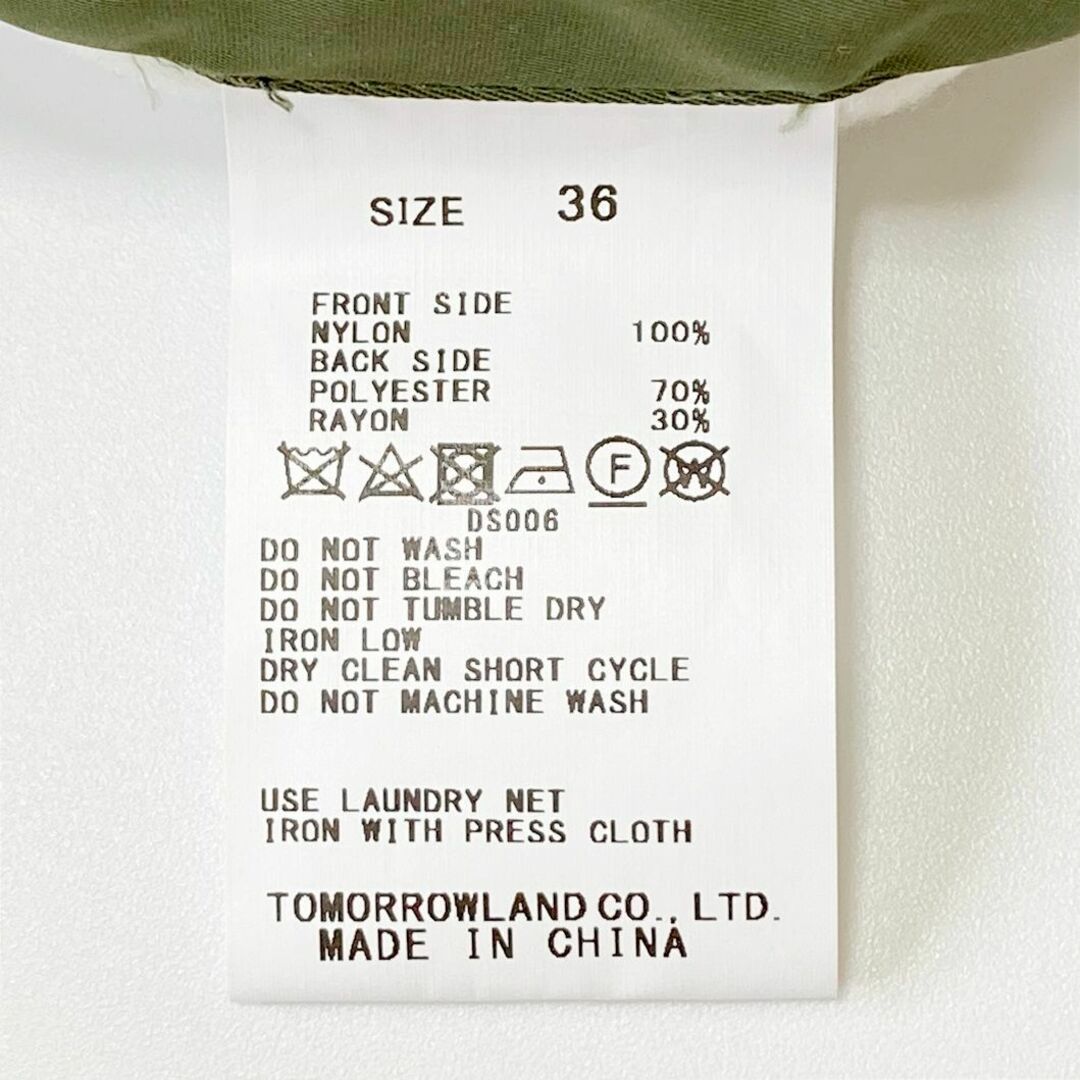 SIZE 36
FRONT SIDE
NYLON 100%
BACK SIDE
POLYESTER 70%
RAYON 30%
F W
DS006
DO NOT WASH
DO NOT BLEACH
DO NOT TUMBLE DRY
IRON LOW
DRY CLEAN SHORT CYCLE
DO NOT MACHINE WASH
USE LAUNDRY NET
IRON WITH PRESS CLOTH
TOMORROWLAND CO., LTD.
MADE IN CHINA